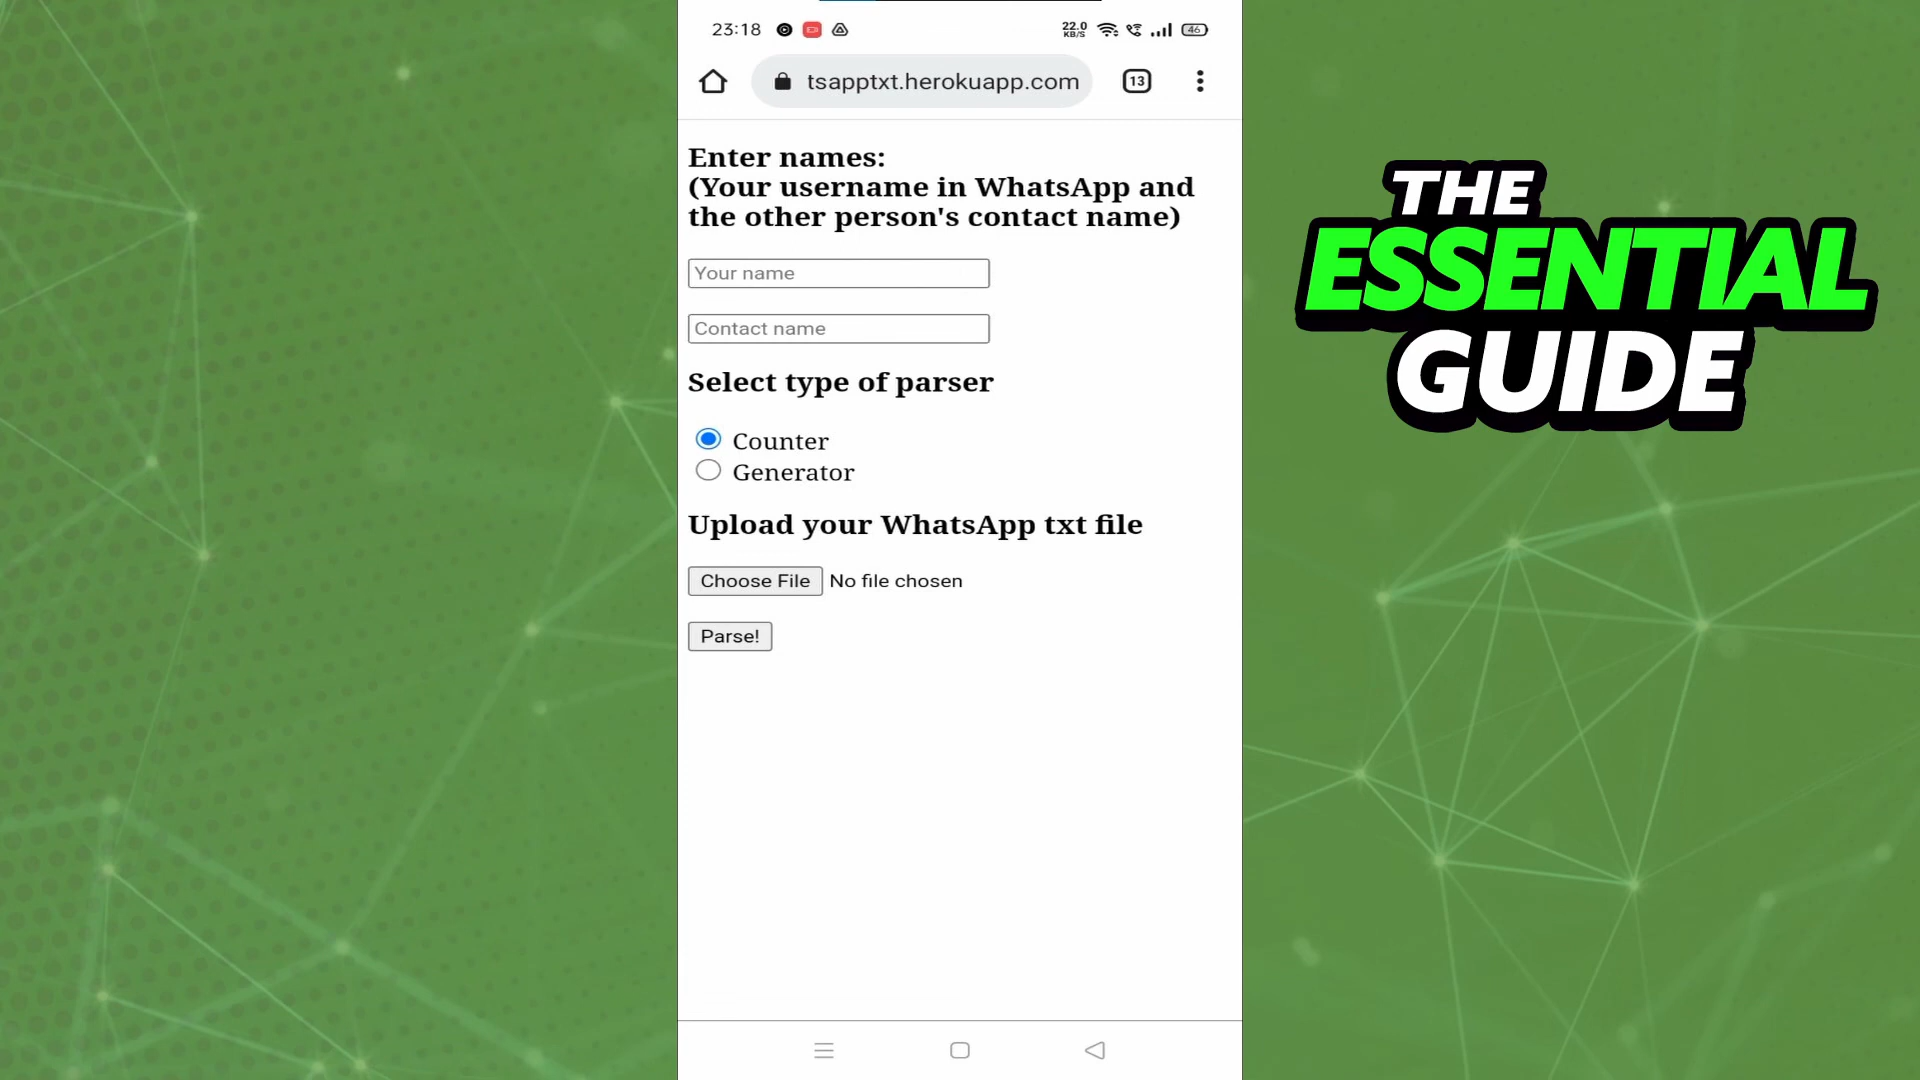 23:18
22.0
KB/S
46
tsapptxt.herokuapp.com
13
Enter names:
(Your username in WhatsApp and
the other person's contact name)
Your name
Contact name
Select type of parser
Counter
Generator
Upload your WhatsApp txt file
Choose File No file chosen
Parse!
THE
ESSENTIAL
GUIDE